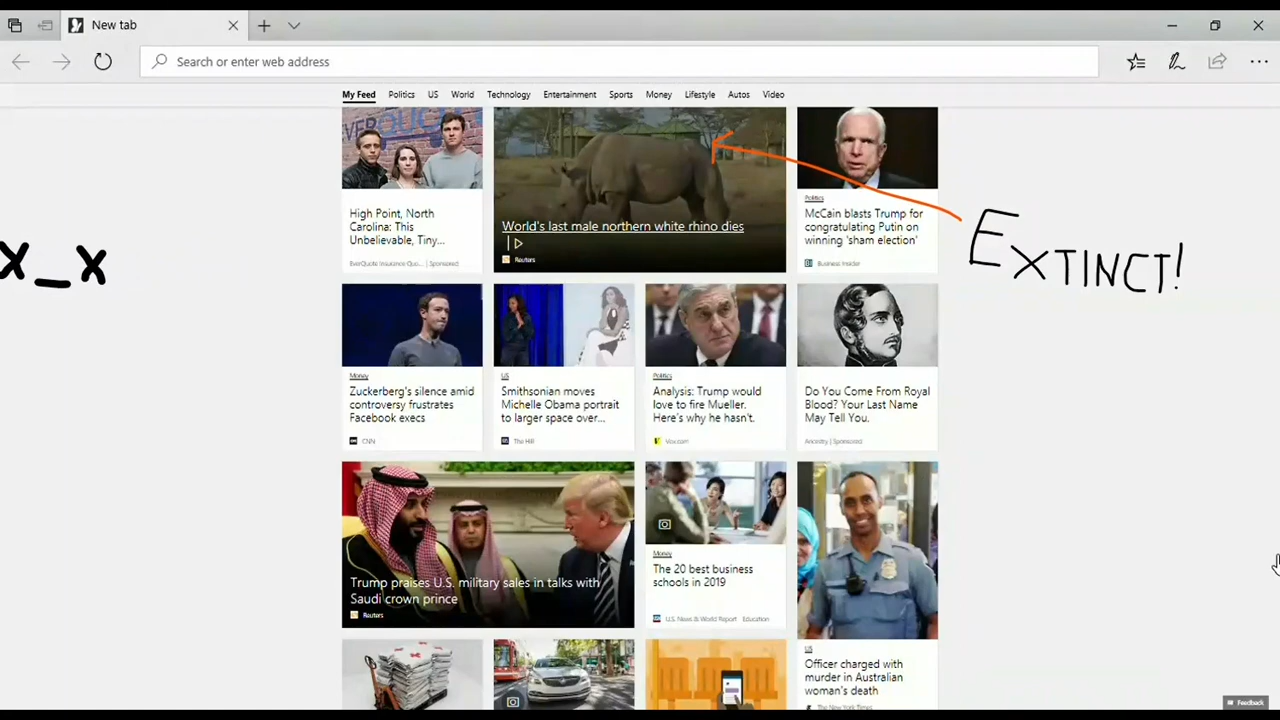 New tab
Search or enter web address
My Feed Politics US World Technology Entertainment Sports Money Lifestyle Autos Video
High Point, North
Carolina: This
Unbelievable, Tiny...
EverQuote Insurance Quo... | Sponsored
World's last male northern white rhino dies
Reuters
Politics
McCain blasts Trump for
congratulating Putin on
winning 'sham election'
Business Insider
x_x
EXTINCT!
Money
Zuckerberg's silence amid
controversy frustrates
Facebook execs
CNN
US
Smithsonian moves
Michelle Obama portrait
to larger space over...
The Hill
Politics
Analysis: Trump would
love to fire Mueller.
Here's why he hasn't.
Vox.com
Do You Come From Royal
Blood? Your Last Name
May Tell You.
Ancestry | Sponsored
Trump praises U.S. military sales in talks with
Saudi crown prince
Reuters
Money
The 20 best business
schools in 2019
U.S. News & World Report - Education
US
Officer charged with
murder in Australian
woman's death
The New York Times
Feedback